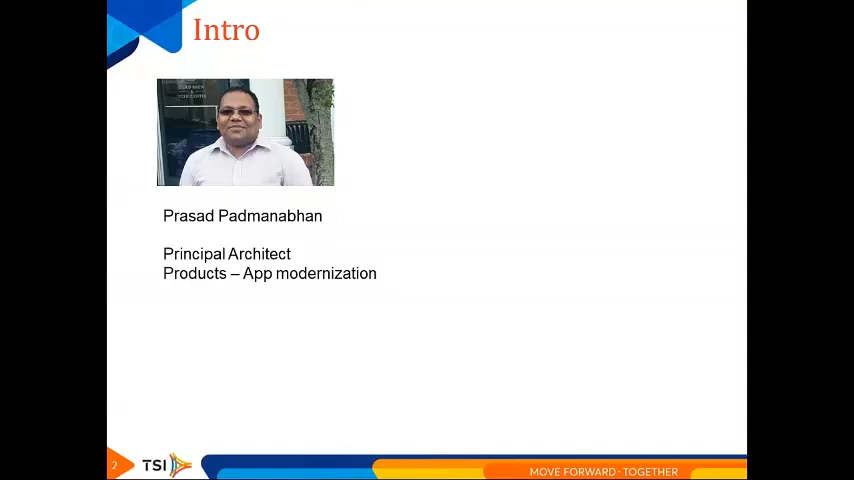 Intro
Prasad Padmanabhan
Principal Architect
Products – App modernization
2
TSI
MOVE FORWARD · TOGETHER